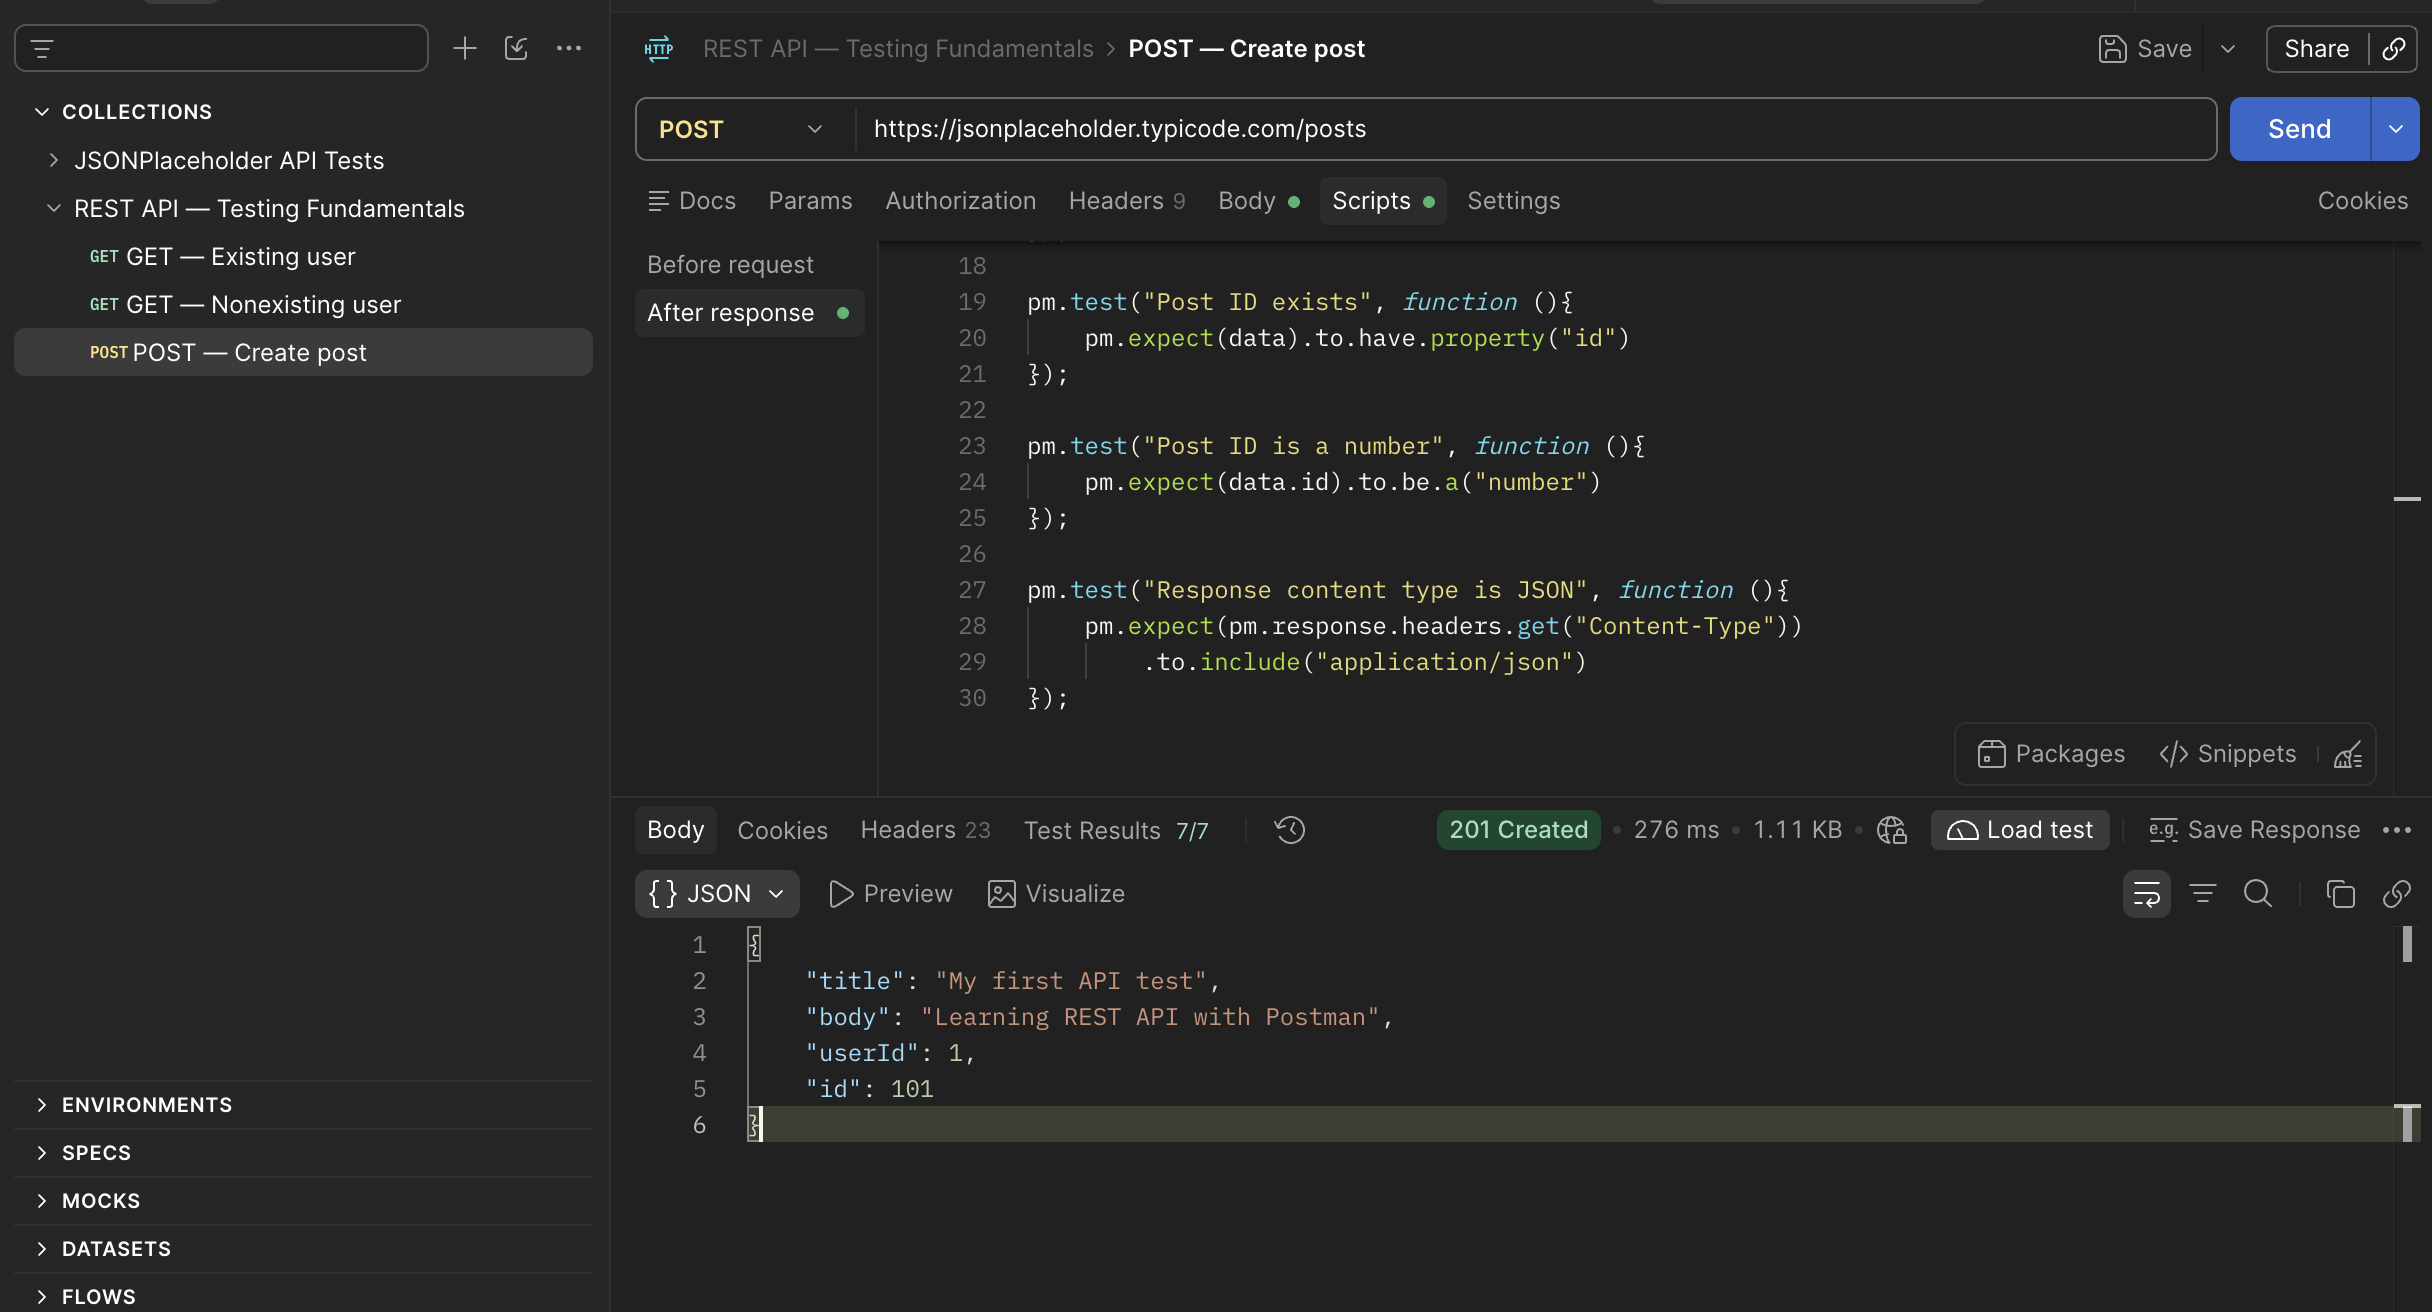 COLLECTIONS
JSONPlaceholder API Tests
REST API — Testing Fundamentals
GET GET — Existing user
GET GET — Nonexisting user
POST POST — Create post
ENVIRONMENTS
SPECS
MOCKS
DATASETS
FLOWS
HTTP REST API — Testing Fundamentals > POST — Create post
Save
Share
POST https://jsonplaceholder.typicode.com/posts
Send
Docs Params Authorization Headers 9 Body Scripts Settings Cookies
Before request
After response
18
19 pm.test("Post ID exists", function (){
20 pm.expect(data).to.have.property("id")
21 });
22
23 pm.test("Post ID is a number", function (){
24 pm.expect(data.id).to.be.a("number")
25 });
26
27 pm.test("Response content type is JSON", function (){
28 pm.expect(pm.response.headers.get("Content-Type"))
29 .to.include("application/json")
30 });
Packages </> Snippets
Body Cookies Headers 23 Test Results 7/7 201 Created • 276 ms • 1.11 KB • Load test e.g. Save Response
{} JSON Preview Visualize
1 {
2 "title": "My first API test",
3 "body": "Learning REST API with Postman",
4 "userId": 1,
5 "id": 101
6 }